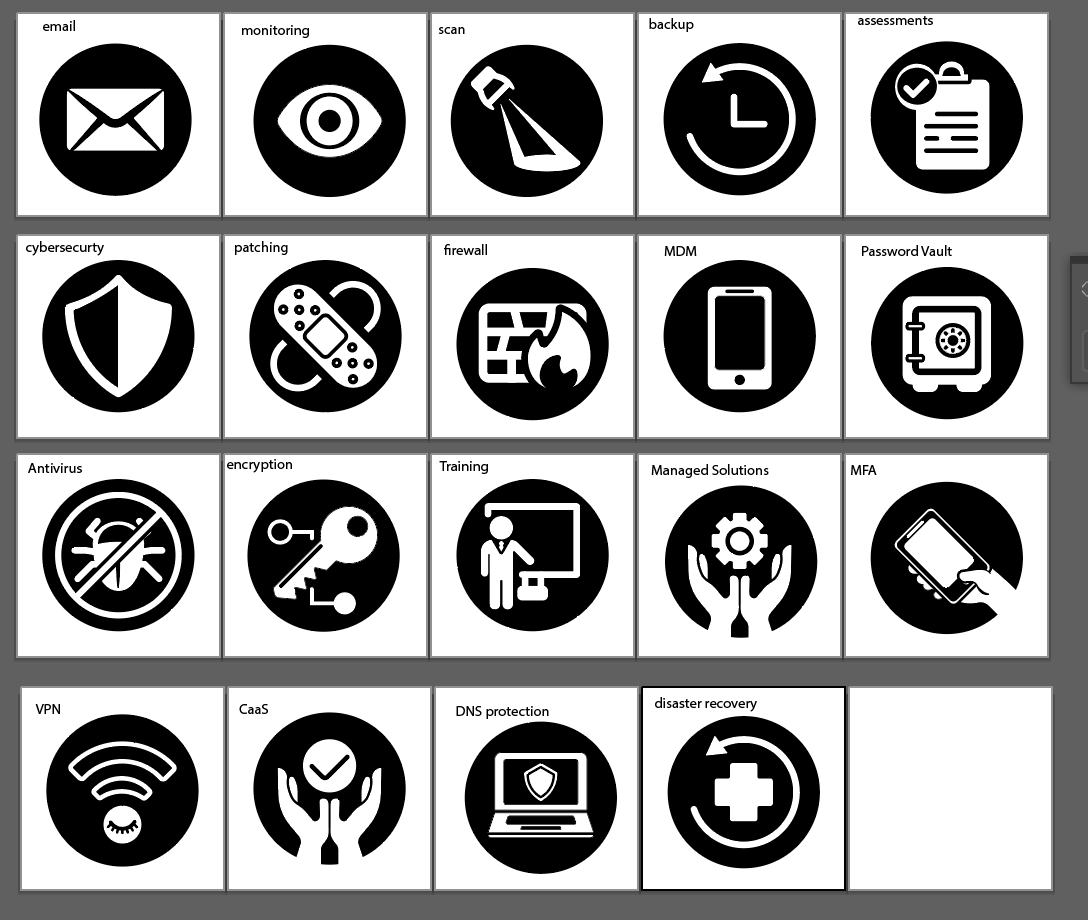 email
monitoring
scan
backup
assessments
cybersecurty
patching
firewall
MDM
Password Vault
Antivirus
encryption
Training
Managed Solutions
MFA
VPN
CaaS
DNS protection
disaster recovery